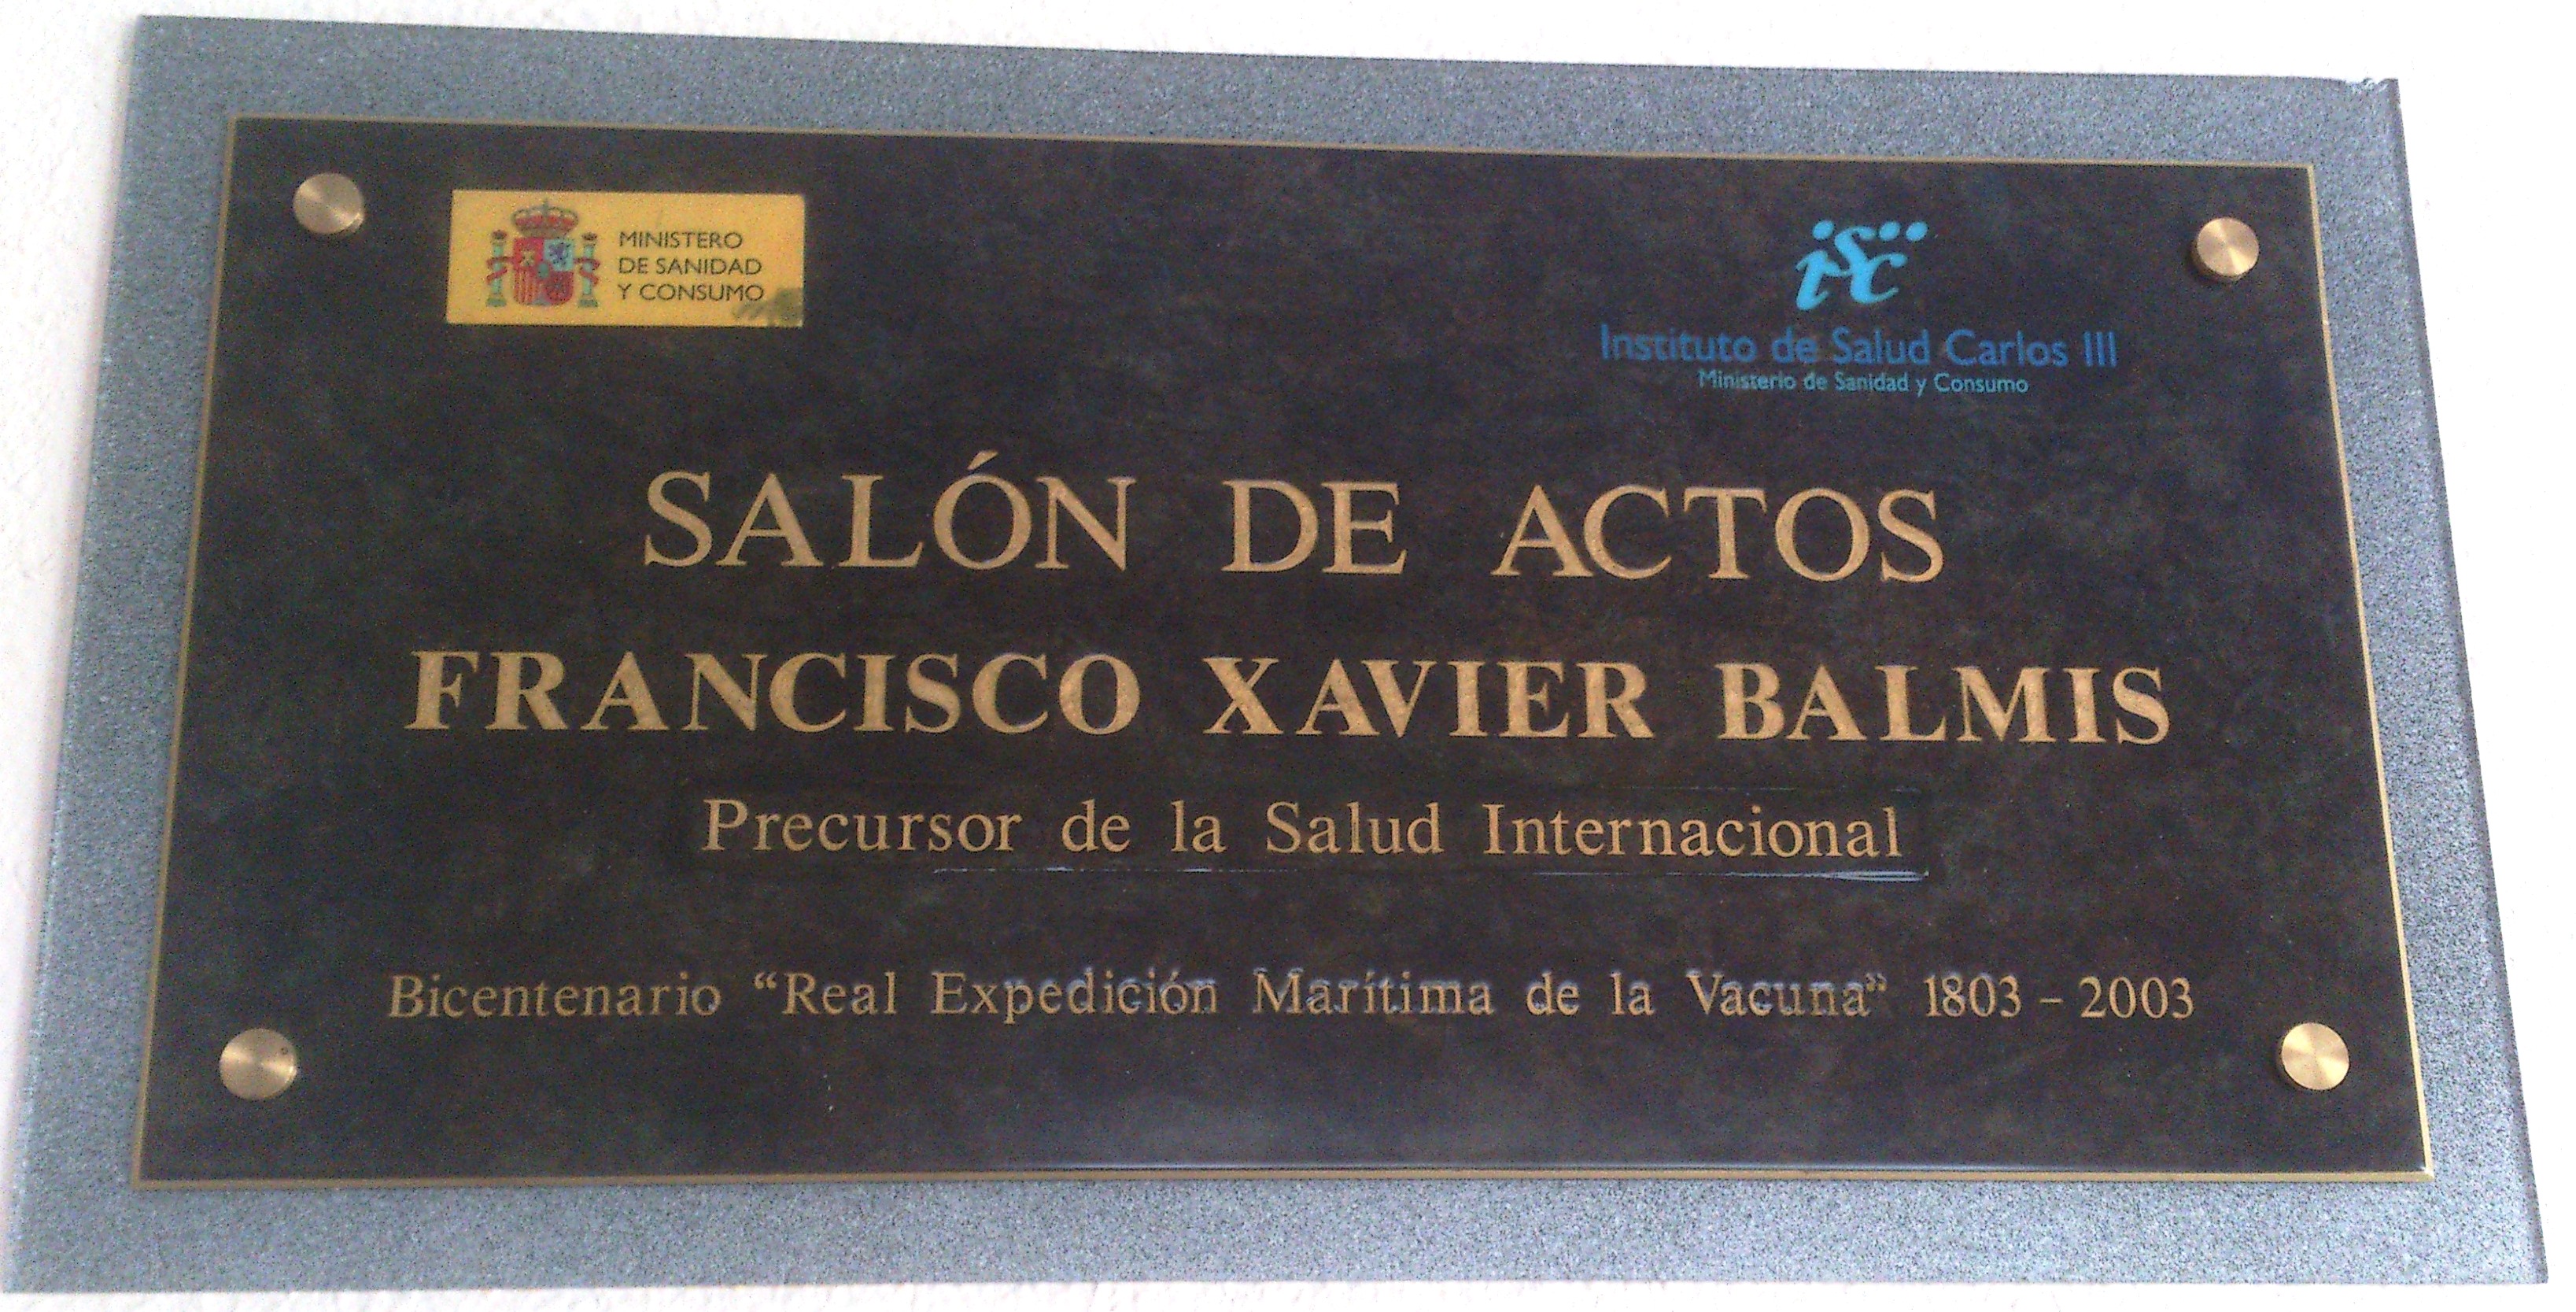 MINISTERO
DE SANIDAD
Y CONSUMO
isc
Instituto de Salud Carlos III
Ministerio de Sanidad y Consumo
SALÓN DE ACTOS
FRANCISCO XAVIER BALMIS
Precursor de la Salud Internacional
Bicentenario “Real Expedición Marítima de la Vacuna” 1803 – 2003